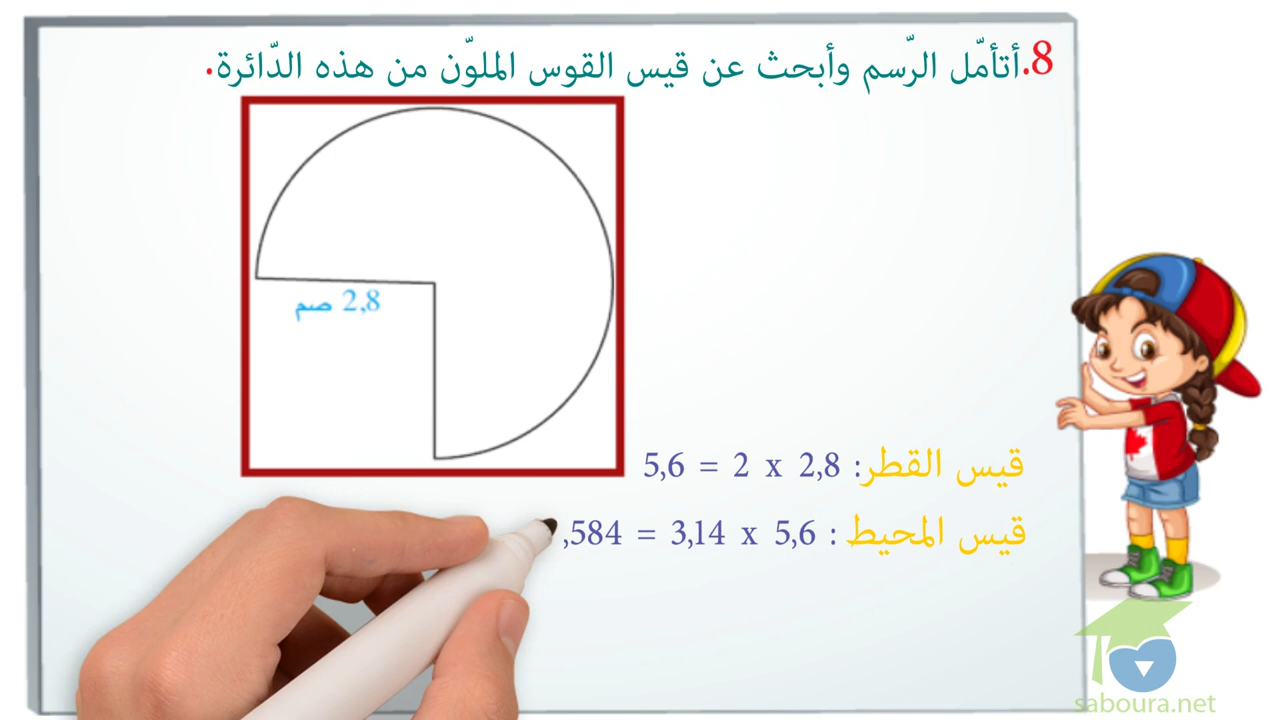 8.أتأمّل الرّسم وأبحث عن قيس القوس الملوّن من هذه الدّائرة.
2,8 صم
قيس القطر: 2,8 x 2 = 5,6
قيس المحيط : 5,6 x 3,14 = ,584
saboura.net